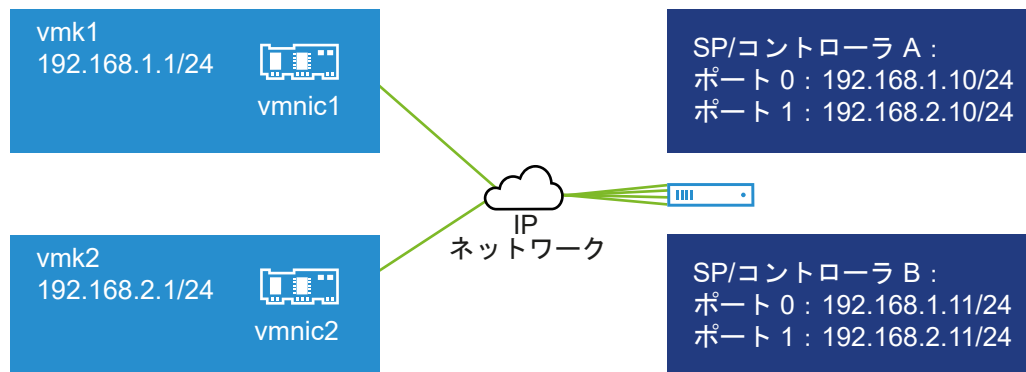 vmk1
192.168.1.1/24
vmnic1
SP/コントローラ A：
ポート 0：192.168.1.10/24
ポート 1：192.168.2.10/24
IP
ネットワーク
vmk2
192.168.2.1/24
vmnic2
SP/コントローラ B：
ポート 0：192.168.1.11/24
ポート 1：192.168.2.11/24